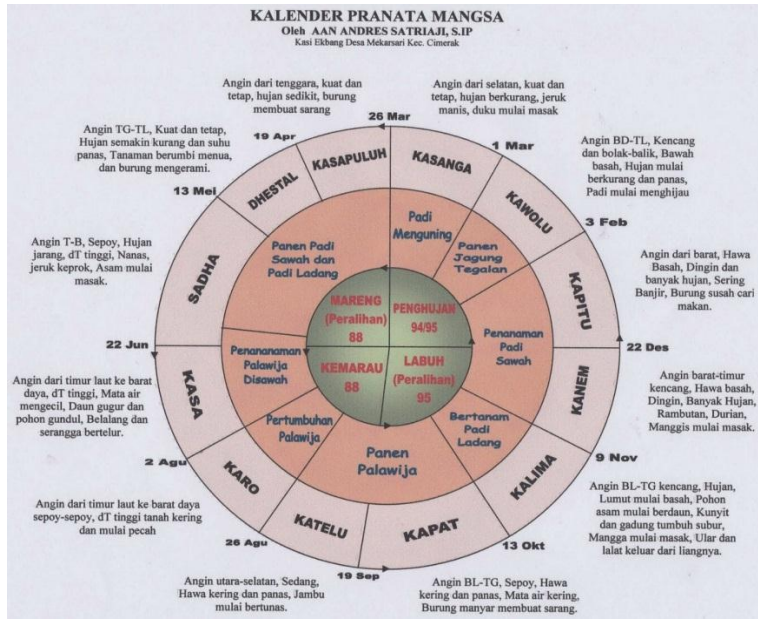 KALENDER PRANATA MANGSA
Oleh AAN ANDRES SATRIAJI, S.IP
Kasi Ekbang Desa Mekarsari Kec. Cimerak
Angin dari tenggara, kuat dan
tetap, hujan sedikit, burung
membuat sarang
Angin dari selatan, kuat dan
tetap, hujan berkurang, jeruk
manis, duku mulai masak
26 Mar
19 Apr
1 Mar
Angin TG-TL, Kuat dan tetap,
Hujan semakin kurang dan suhu
panas, Tanaman berumbi menua,
dan burung mengerami.
Angin BD-TL, Kencang
dan bolak-balik, Bawah
basah, Hujan mulai
berkurang dan panas,
Padi mulai menghijau
13 Mei
3 Feb
KASAPULUH
KASANGA
DHESTAL
KAWOLU
SADHA
KAPITU
Angin T-B, Sepoy, Hujan
jarang, dT tinggi, Nanas,
jeruk keprok, Asam mulai
masak.
Angin dari barat, Hawa
Basah, Dingin dan
banyak hujan, Sering
Banjir, Burung susah cari
makan.
Panen Padi
Sawah dan
Padi Ladang
Padi
Menguning
Panen
Jagung
Tegalan
MARENG
(Peralihan)
88
PENGHUJAN
94/95
Penanaman
Padi
Sawah
22 Jun
22 Des
Penananaman
Palawija
Disawah
KEMARAU
88
LABUH
(Peralihan)
95
KASA
KANEM
Angin dari timur laut ke barat
daya, dT tinggi, Mata air
mengecil, Daun gugur dan
pohon gundul, Belalang dan
serangga bertelur.
Angin barat-timur
kencang, Hawa basah,
Dingin, Banyak Hujan,
Rambutan, Durian,
Manggis mulai masak.
Pertumbuhan
Palawija
Bertanam
Padi
Ladang
Panen
Palawija
2 Agu
9 Nov
KARO
KALIMA
KATELU
KAPAT
Angin dari timur laut ke barat daya
sepoy-sepoy, dT tinggi tanah kering
dan mulai pecah
Angin BL-TG kencang, Hujan,
Lumut mulai basah, Pohon
asam mulai berdaun, Kunyit
dan gadung tumbuh subur,
Mangga mulai masak, Ular dan
lalat keluar dari liangnya.
26 Agu
13 Okt
19 Sep
Angin utara-selatan, Sedang,
Hawa kering dan panas, Jambu
mulai bertunas.
Angin BL-TG, Sepoy, Hawa
kering dan panas, Mata air kering,
Burung manyar membuat sarang.